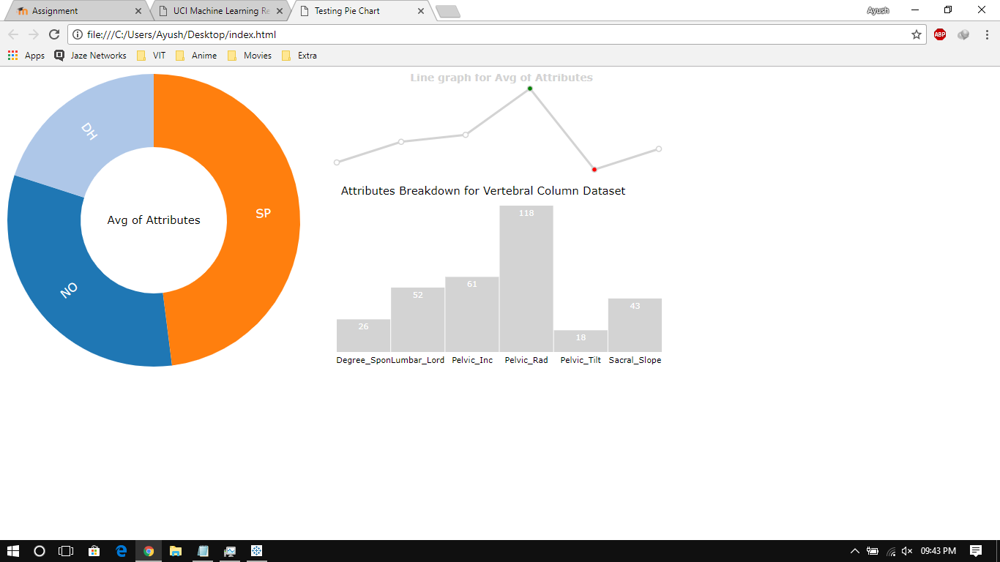 Assignment
UCI Machine Learning Re
Testing Pie Chart
Ayush
file:///C:/Users/Ayush/Desktop/index.html
ABP
Apps
Jaze Networks
VIT
Anime
Movies
Extra
DH
SP
NO
Avg of Attributes
Line graph for Avg of Attributes
Attributes Breakdown for Vertebral Column Dataset
26
52
61
118
18
43
Degree_Spon
Lumbar_Lord
Pelvic_Inc
Pelvic_Rad
Pelvic_Tilt
Sacral_Slope
09:43 PM